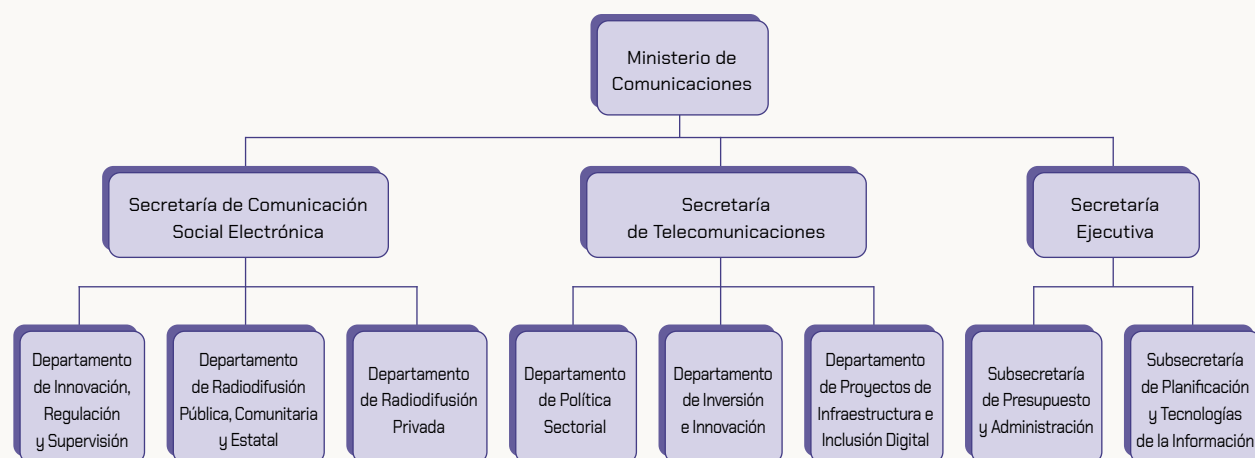 Ministerio de
Comunicaciones
Secretaría de Comunicación
Social Electrónica
Secretaría
de Telecomunicaciones
Secretaría
Ejecutiva
Departamento
de Innovación,
Regulación
y Supervisión
Departamento
de Radiodifusión
Pública, Comunitaria
y Estatal
Departamento
de Radiodifusión
Privada
Departamento
de Política
Sectorial
Departamento
de Inversión
e Innovación
Departamento
de Proyectos de
Infraestructura e
Inclusión Digital
Subsecretaría
de Presupuesto
y Administración
Subsecretaría
de Planificación
y Tecnologías
de la Información